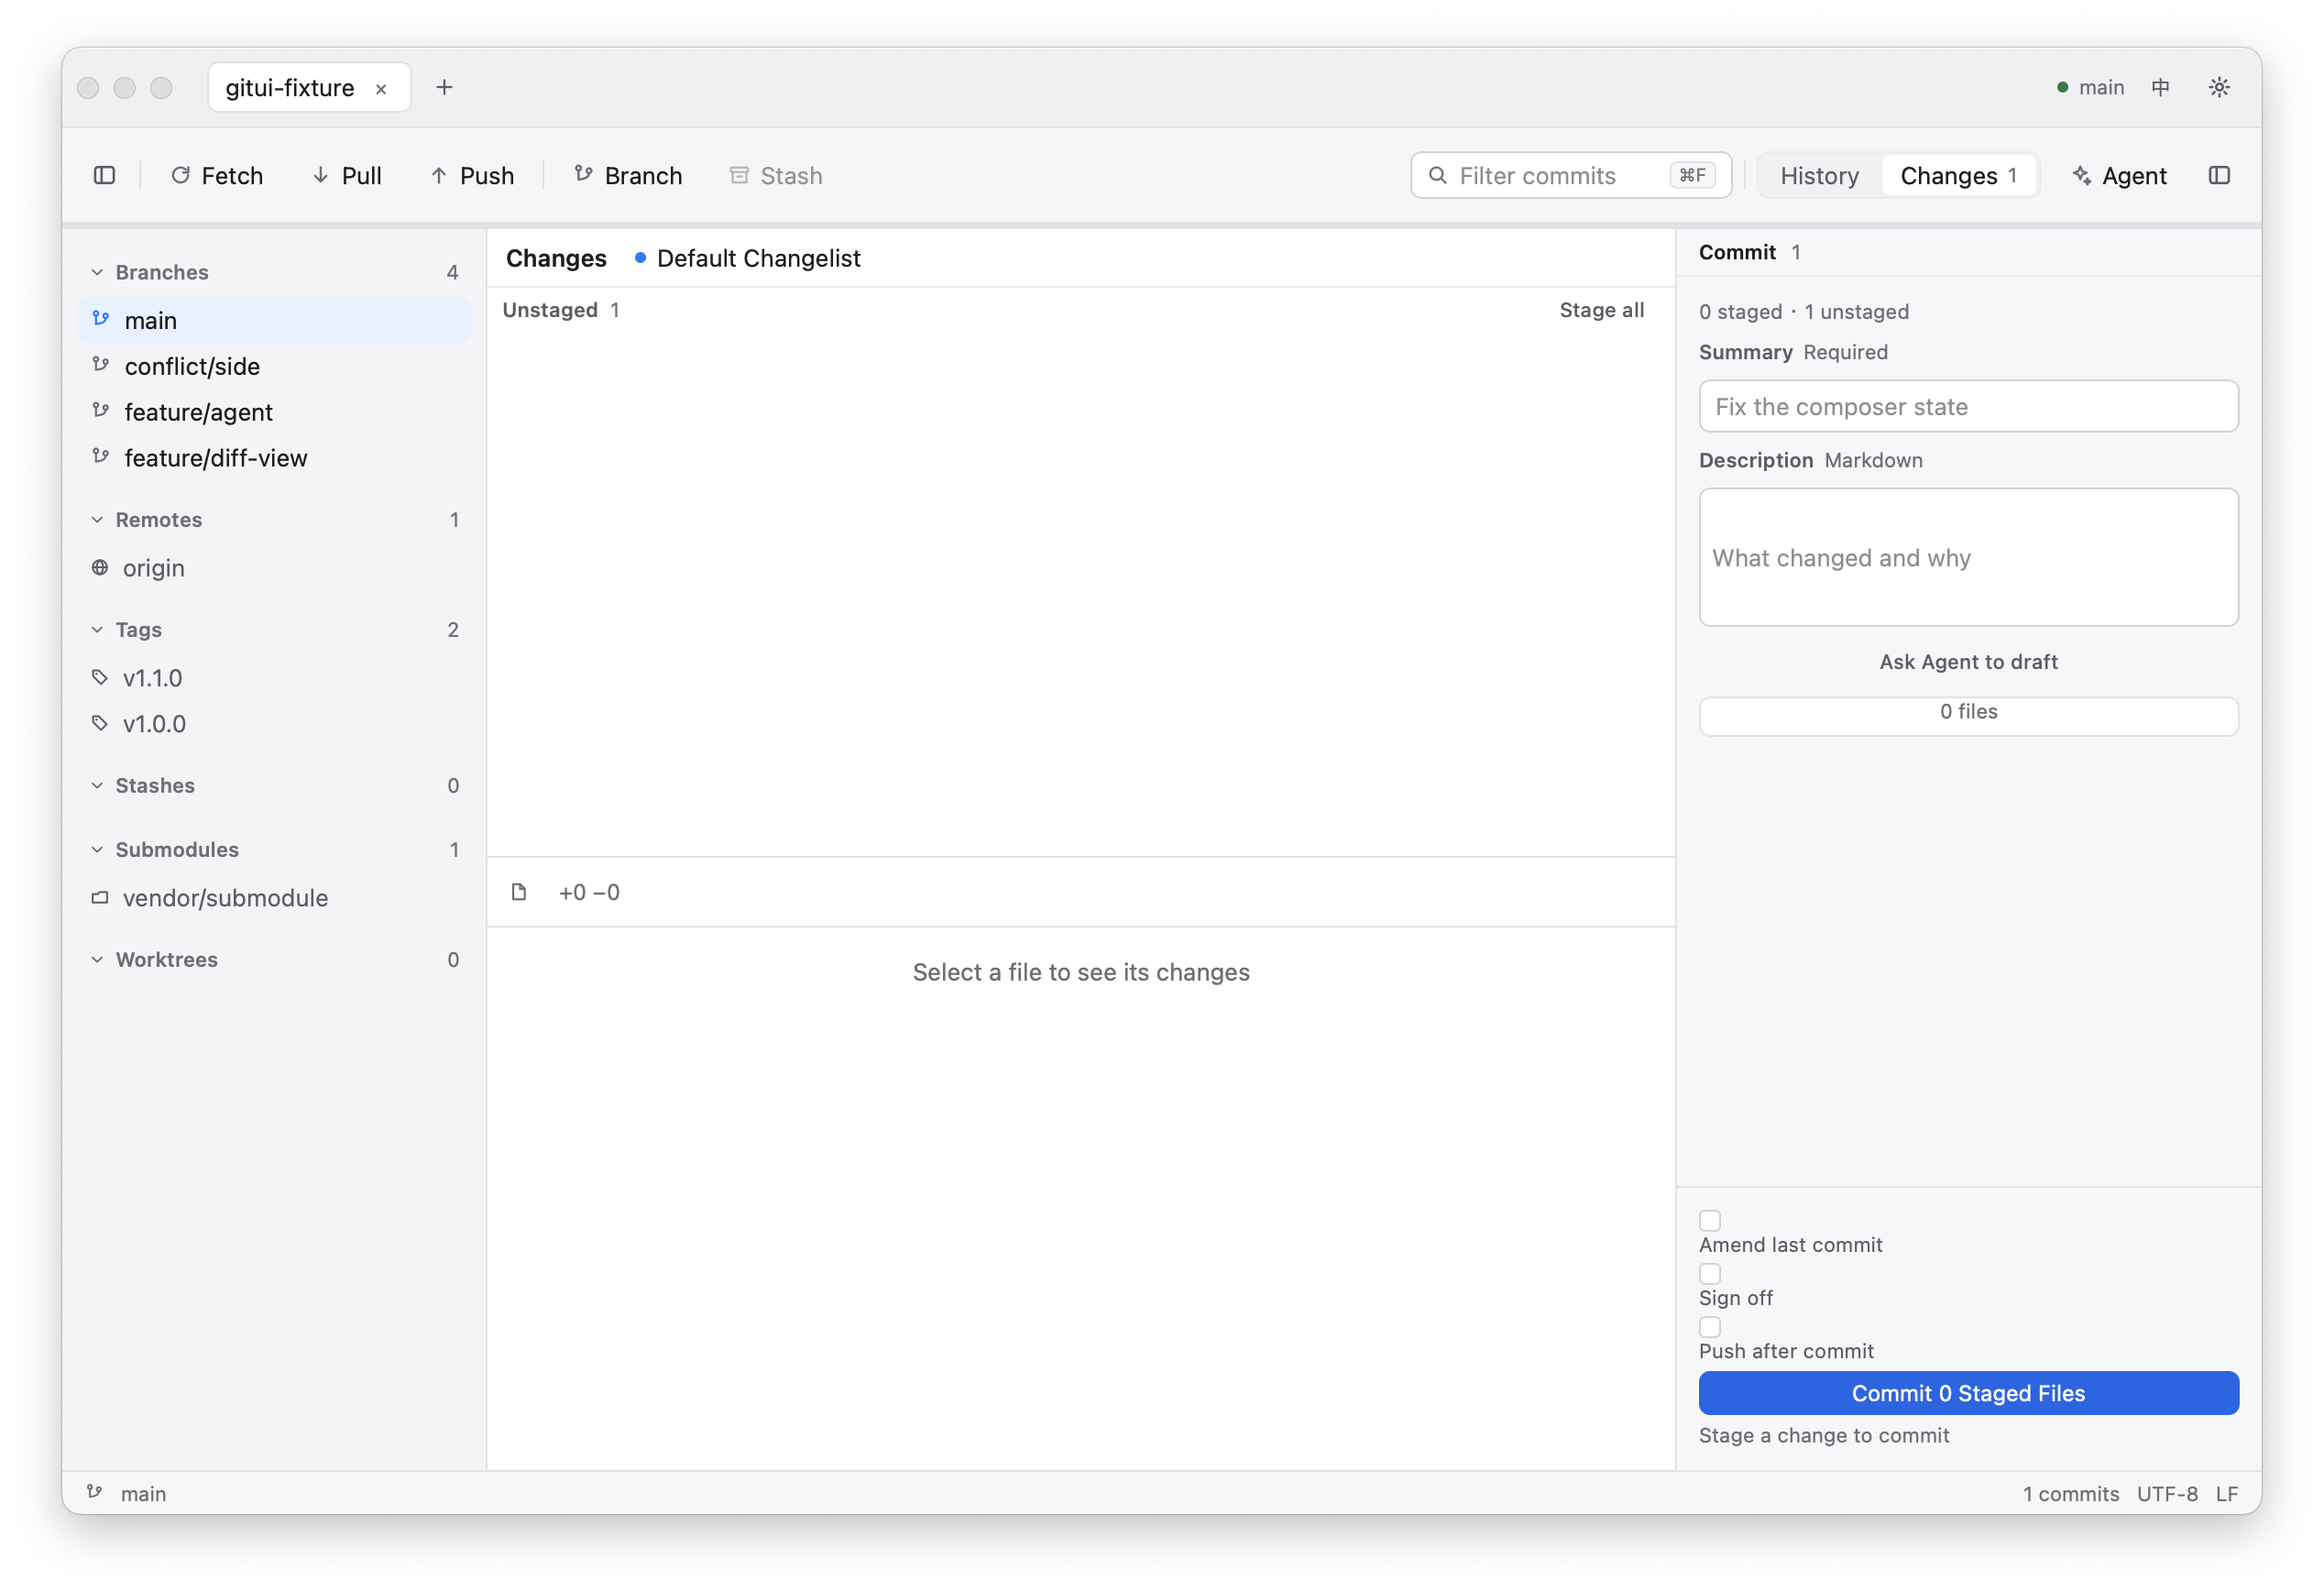 gitui-fixture × +
main 中
Fetch Pull Push Branch Stash
Filter commits ⌘F
History Changes 1 Agent
Branches 4
main
conflict/side
feature/agent
feature/diff-view
Remotes 1
origin
Tags 2
v1.1.0
v1.0.0
Stashes 0
Submodules 1
vendor/submodule
Worktrees 0
Changes Default Changelist
Unstaged 1 Stage all
+0 −0
Select a file to see its changes
Commit 1
0 staged · 1 unstaged
Summary Required
Fix the composer state
Description Markdown
What changed and why
Ask Agent to draft
0 files
Amend last commit
Sign off
Push after commit
Commit 0 Staged Files
Stage a change to commit
main
1 commits UTF-8 LF